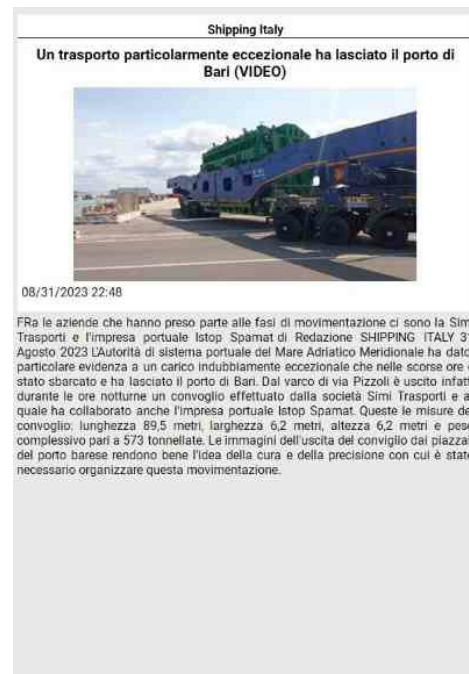 Shipping Italy
Un trasporto particolarmente eccezionale ha lasciato il porto di
Bari (VIDEO)
08/31/2023 22:48
FRa le aziende che hanno preso parte alle fasi di movimentazione ci sono la Sim
Trasporti e l'impresa portuale Istop Spamat di Redazione SHIPPING ITALY 31
Agosto 2023 L'Autorità di sistema portuale del Mare Adriatico Meridionale ha dato
particolare evidenza a un carico indubbiamente eccezionale che nelle scorse ore
stato sbarcato e ha lasciato il porto di Bari. Dal varco di via Pizzoli è uscito infatt
durante le ore notturne un convoglio effettuato dalla società Simi Trasporti e a
quale ha collaborato anche l'impresa portuale Istop Spamat. Queste le misure de
convoglio: lunghezza 89,5 metri, larghezza 6,2 metri, altezza 6,2 metri e peso
complessivo pari a 573 tonnellate. Le immagini dell'uscita del conviglio dai piazzal
del porto barese rendono bene l'idea della cura e della precisione con cui è stato
necessario organizzare questa movimentazione.